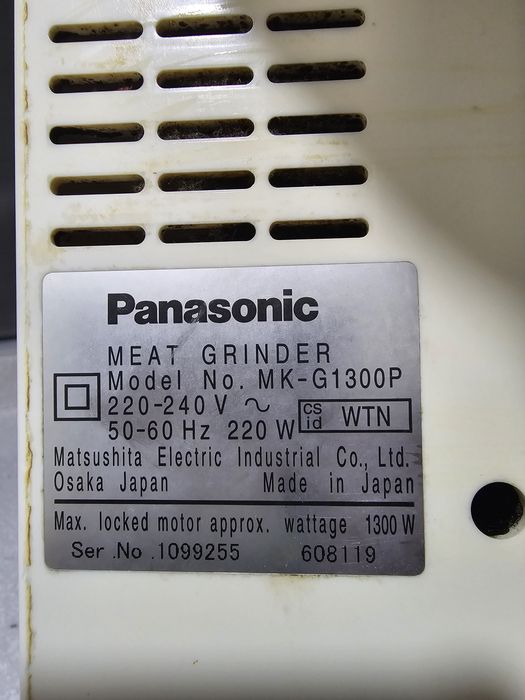 Panasonic
MEAT GRINDER
Model No. MK-G1300P
220-240 V ~
50-60 Hz 220 W
CS id WTN
Matsushita Electric Industrial Co., Ltd.
Osaka Japan Made in Japan
Max. locked motor approx. wattage 1300 W
Ser .No .1099255 608119